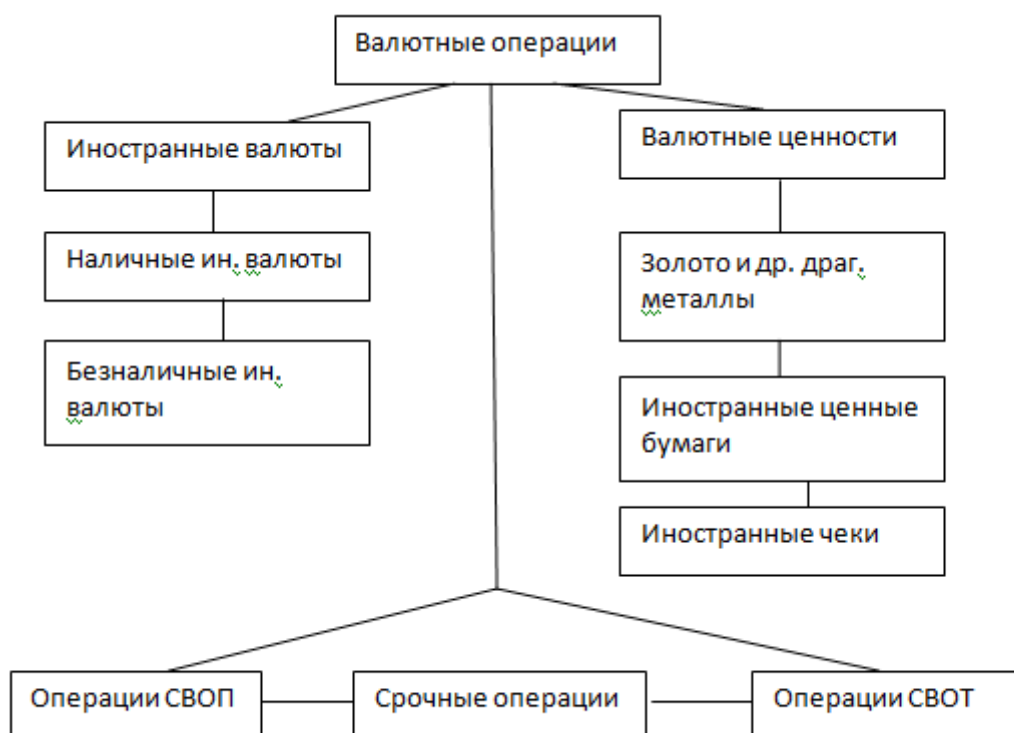 Валютные операции
Иностранные валюты
Валютные ценности
Наличные ин. валюты
Золото и др. драг.
металлы
Безналичные ин.
валюты
Иностранные ценные
бумаги
Иностранные чеки
Операции СВОП
Срочные операции
Операции СВОТ